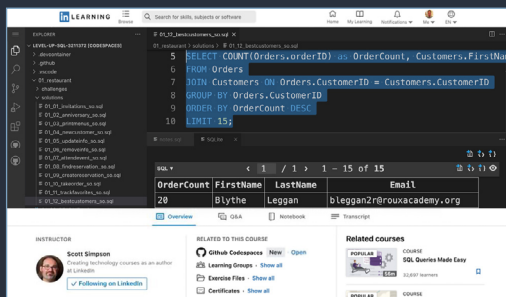 in LEARNING
Browse
Search for skills, subjects or software
Home
My Learning
Notifications
Me
EN
EXPLORER
LEVEL-UP-SQL-3211372 [CODESPACES]
.devcontainer
.github
.vscode
01_restaurant
challenges
solutions
01_01_invitations_so.sql
01_02_anniversary_so.sql
01_03_printmenus_so.sql
01_04_newcustomer_so.sql
01_05_updateinfo_so.sql
01_06_removeinfo_so.sql
01_07_attendevent_so.sql
01_08_findreservation_so.sql
01_09_createreservation_so.sql
01_10_takeorder_so.sql
01_11_trackfavorites_so.sql
01_12_bestcustomers_so.sql
01_12_bestcustomers_so.sql
01_restaurant > solutions > 01_12_bestcustomers_so.sql
5 SELECT COUNT(Orders.orderID) as OrderCount, Customers.FirstNam
6 FROM Orders
7 JOIN Customers ON Orders.CustomerID = Customers.CustomerID
8 GROUP BY Orders.CustomerID
9 ORDER BY OrderCount DESC
10 LIMIT 15;
SQLite
SQL
1 / 1 1 - 15 of 15
OrderCount FirstName LastName Email
20 Blythe Leggan bleggan2r@rouxacademy.org
Overview
Q&A
Notebook
Transcript
INSTRUCTOR
Scott Simpson
Creating technology courses as an author
at LinkedIn
Following on LinkedIn
RELATED TO THIS COURSE
Github Codespaces New Open
Learning Groups · Show all
Exercise Files · Show all
Certificates · Show all
Related courses
POPULAR
COURSE
SQL Queries Made Easy
POPULAR
COURSE